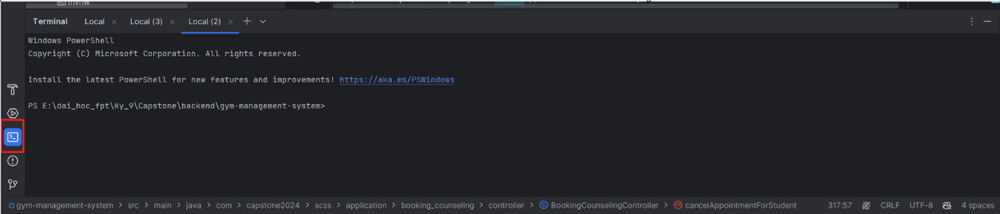 mvnw
Terminal Local × Local (3) × Local (2) ×
Windows PowerShell
Copyright (C) Microsoft Corporation. All rights reserved.
Install the latest PowerShell for new features and improvements! https://aka.ms/PSWindows
PS E:\dai_hoc_fpt\Ky_9\Capstone\backend\gym-management-system>
gym-management-system > src > main > java > com > capstone2024 > scss > application > booking_counseling > controller > BookingCounselingController > cancelAppointmentForStudent 317:57 CRLF UTF-8 4 spaces